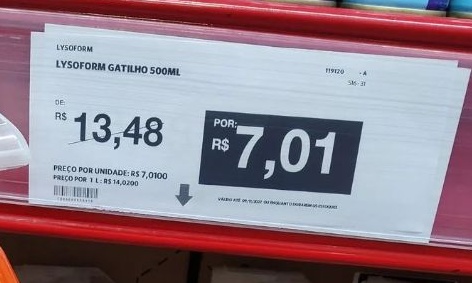 LYSOFORM
LYSOFORM GATILHO 500ML
119120 - A
DE:
R$ 13,48
POR:
R$ 7,01
PREÇO POR UNIDADE: R$ 7,0100
PREÇO POR 1 L: R$ 14,0200